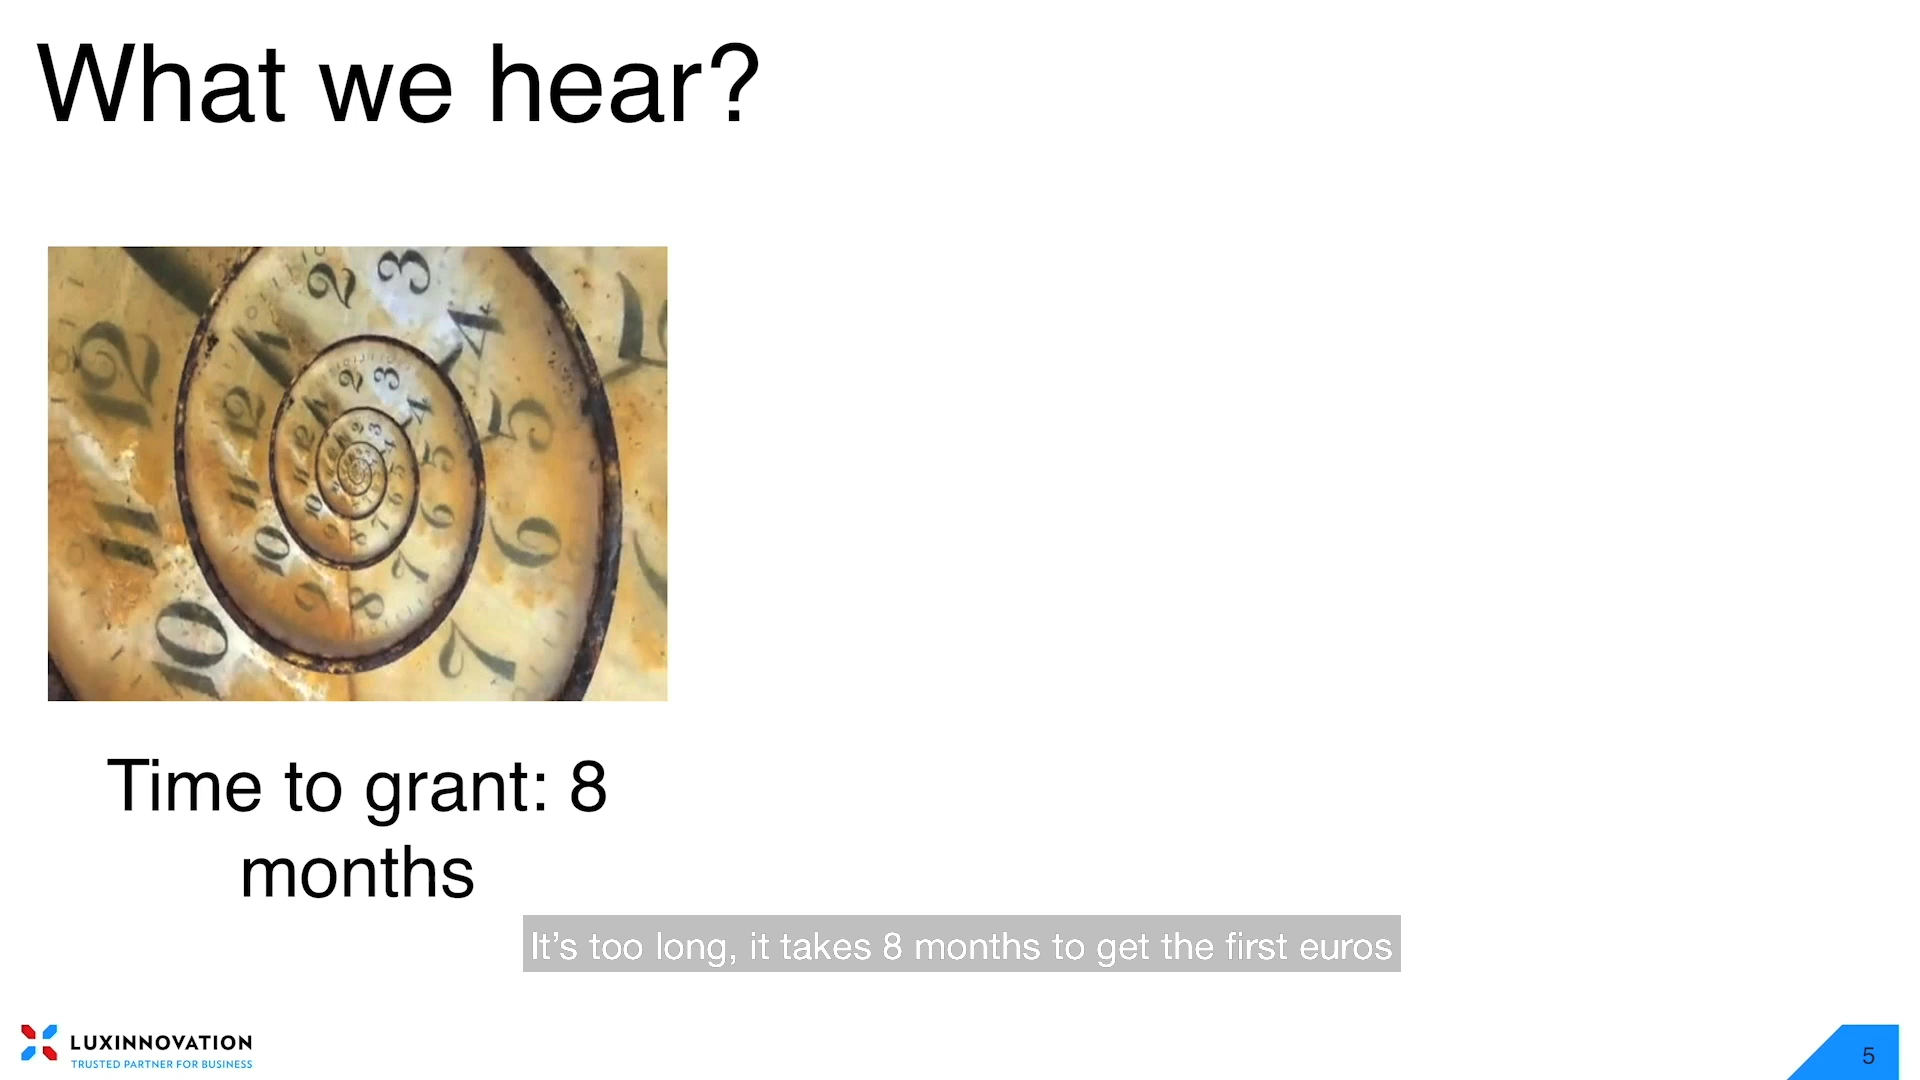 What we hear?
Time to grant: 8
months
It's too long, it takes 8 months to get the first euros
LUXINNOVATION
TRUSTED PARTNER FOR BUSINESS
5